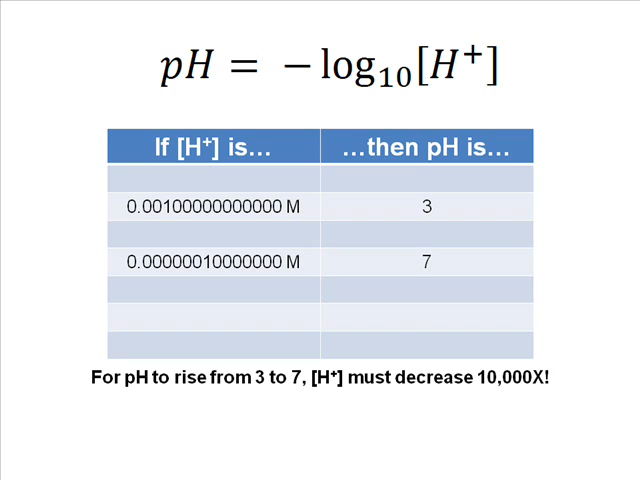 pH = −log₁₀[H⁺]
If [H⁺] is… …then pH is…
0.00100000000000 M 3
0.00000010000000 M 7
For pH to rise from 3 to 7, [H⁺] must decrease 10,000X!